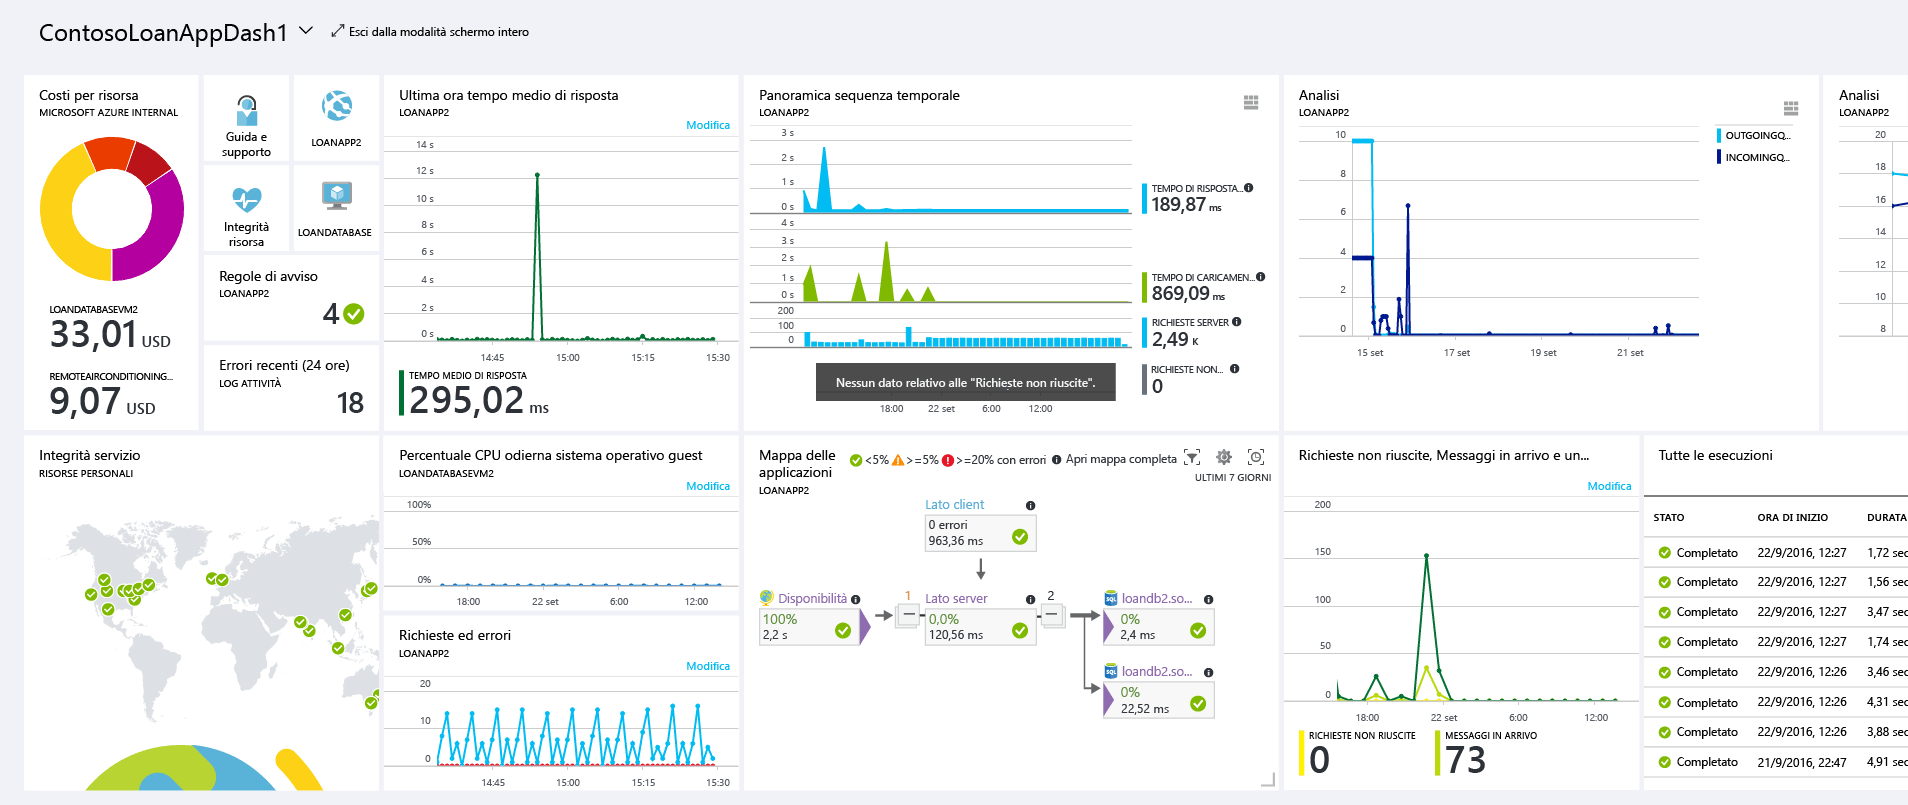 ContosoLoanAppDash1
Esci dalla modalità schermo intero
Costi per risorsa
MICROSOFT AZURE INTERNAL
LOANDATABASEVM2
33,01 USD
REMOTEAIRCONDITIONING...
9,07 USD
Guida e
supporto
LOANAPP2
Integrità
risorsa
LOANDATABASE
Regole di avviso
LOANAPP2
4
Errori recenti (24 ore)
LOG ATTIVITÀ
18
Ultima ora tempo medio di risposta
LOANAPP2
Modifica
14 s
12 s
10 s
8 s
6 s
4 s
2 s
0 s
14:45
15:00
15:15
15:30
TEMPO MEDIO DI RISPOSTA
295,02 ms
Panoramica sequenza temporale
LOANAPP2
3 s
2 s
1 s
0 s
4 s
3 s
2 s
1 s
0 s
200
100
0
TEMPO DI RISPOSTA...
189,87 ms
TEMPO DI CARICAMEN...
869,09 ms
RICHIESTE SERVER
2,49 K
RICHIESTE NON...
0
Nessun dato relativo alle "Richieste non riuscite".
18:00
22 set
6:00
12:00
Analisi
LOANAPP2
10
8
6
4
2
0
15 set
17 set
19 set
21 set
OUTGOINGQ...
INCOMINGQ...
Analisi
LOANAPP2
20
18
16
14
12
10
8
Integrità servizio
RISORSE PERSONALI
Percentuale CPU odierna sistema operativo guest
LOANDATABASEVM2
Modifica
100%
50%
0%
18:00
22 set
6:00
12:00
Richieste ed errori
LOANAPP2
Modifica
20
10
0
14:45
15:00
15:15
15:30
Mappa delle
applicazioni
LOANAPP2
<5% >=5% >=20% con errori Apri mappa completa
ULTIMI 7 GIORNI
Lato client
0 errori
963,36 ms
Disponibilità
100%
2,2 s
1
Lato server
0,0%
120,56 ms
2
SQL loandb2.so...
0%
2,4 ms
SQL loandb2.so...
0%
22,52 ms
Richieste non riuscite, Messaggi in arrivo e un...
Modifica
200
150
100
50
0
18:00
22 set
6:00
12:00
RICHIESTE NON RIUSCITE
0
MESSAGGI IN ARRIVO
73
Tutte le esecuzioni
STATO ORA DI INIZIO DURATA
Completato 22/9/2016, 12:27 1,72 sec
Completato 22/9/2016, 12:27 1,56 sec
Completato 22/9/2016, 12:27 3,47 sec
Completato 22/9/2016, 12:27 1,74 sec
Completato 22/9/2016, 12:26 3,46 sec
Completato 22/9/2016, 12:26 4,31 sec
Completato 22/9/2016, 12:26 3,88 sec
Completato 21/9/2016, 22:47 4,91 sec